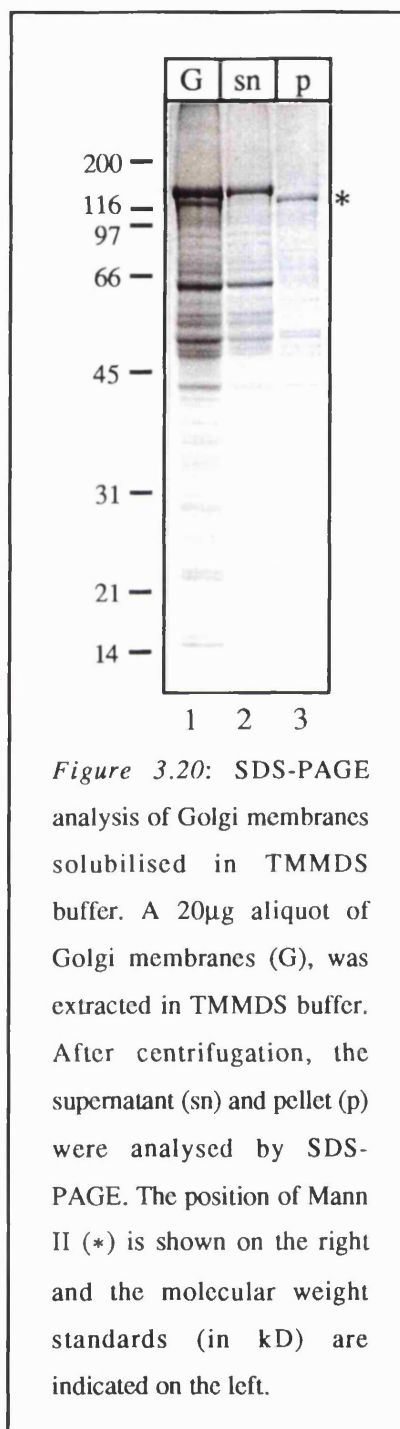 G sn p
200
116 *
97
66
45
31
21
14
1 2 3
Figure 3.20: SDS-PAGE
analysis of Golgi membranes
solubilised in TMMDS
buffer. A 20µg aliquot of
Golgi membranes (G), was
extracted in TMMDS buffer.
After centrifugation, the
supernatant (sn) and pellet (p)
were analysed by SDS-
PAGE. The position of Mann
II (*) is shown on the right
and the molecular weight
standards (in kD) are
indicated on the left.